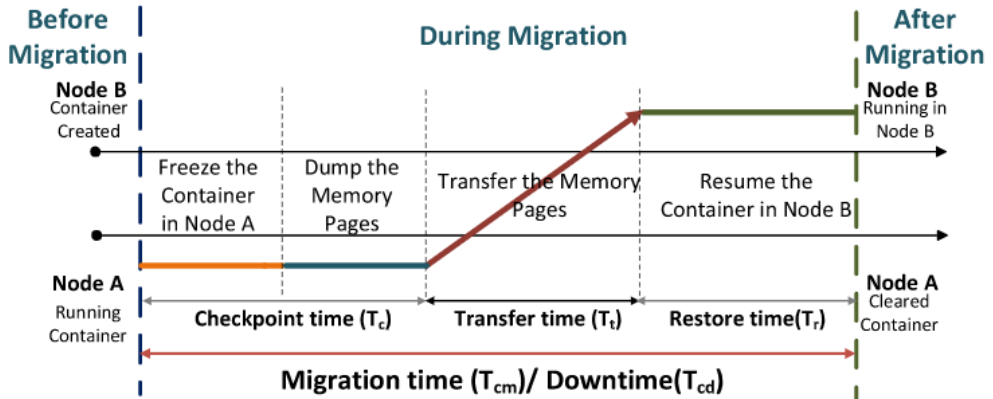 Before
Migration
During Migration
After
Migration
Node B
Container
Created
Node B
Running in
Node B
Freeze the
Container
in Node A
Dump the
Memory
Pages
Transfer the Memory
Pages
Resume the
Container in Node B
Node A
Running
Container
Node A
Cleared
Container
Checkpoint time (Tc)
Transfer time (Tt)
Restore time(Tr)
Migration time (Tcm)/ Downtime(Tcd)